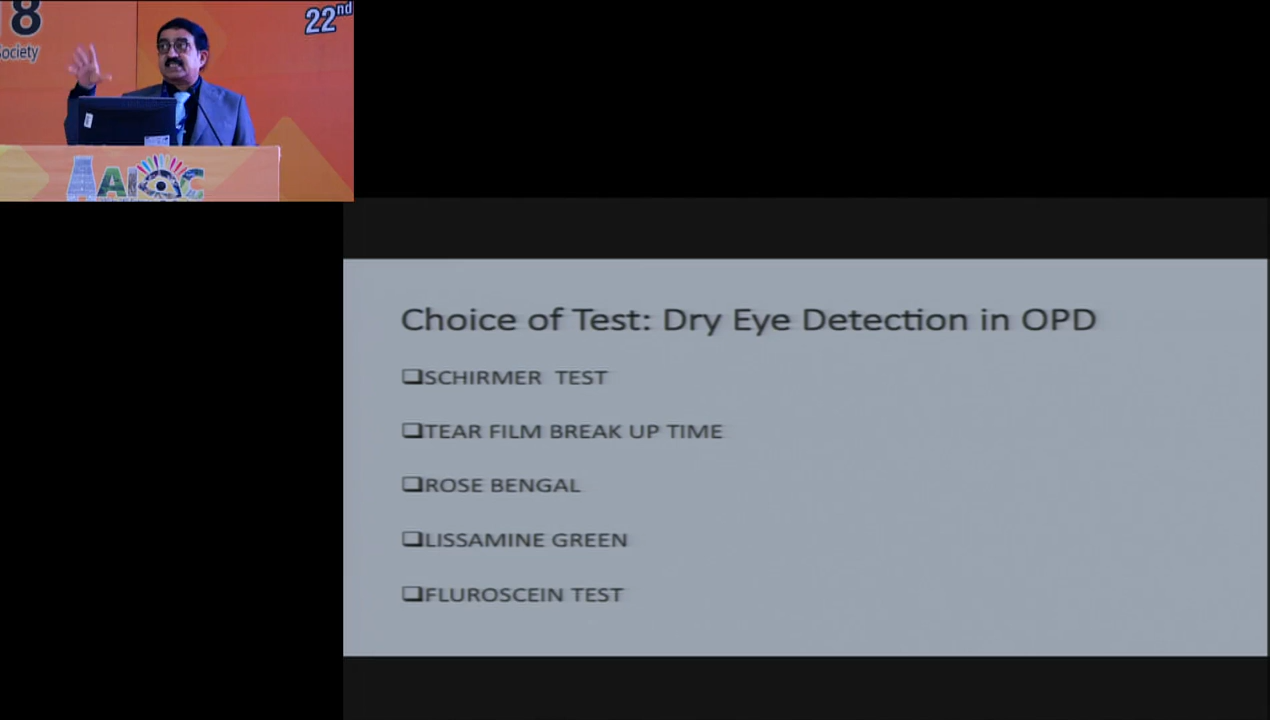 8
Society
22nd
AIOC
Choice of Test: Dry Eye Detection in OPD
❑SCHIRMER TEST
❑TEAR FILM BREAK UP TIME
❑ROSE BENGAL
❑LISSAMINE GREEN
❑FLUROSCEIN TEST